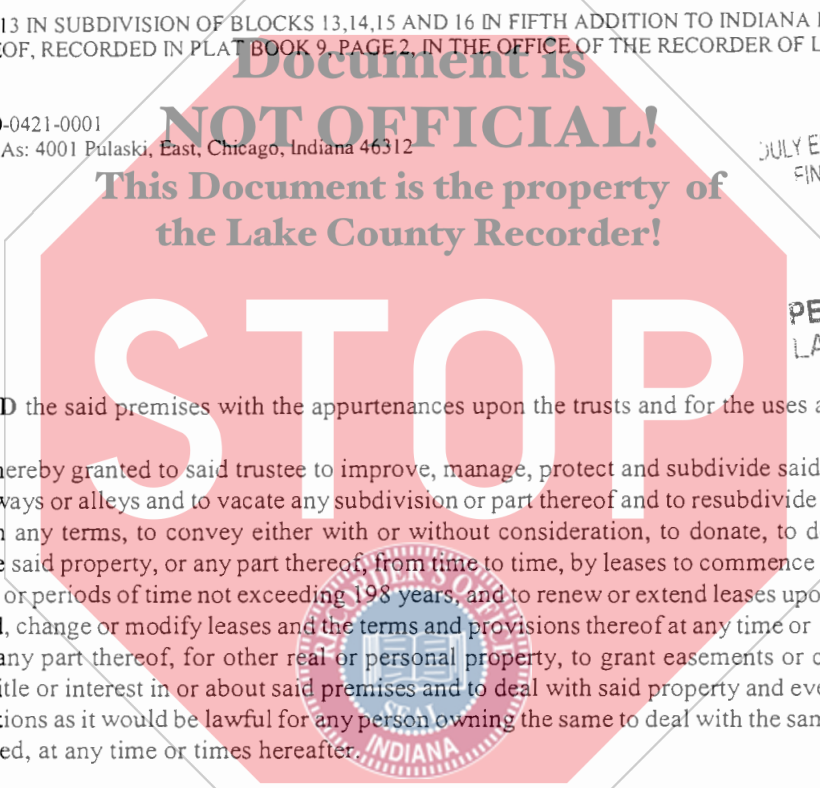 13 IN SUBDIVISION OF BLOCKS 13,14,15 AND 16 IN FIFTH ADDITION TO INDIANA
OF, RECORDED IN PLAT BOOK 9, PAGE 2, IN THE OFFICE OF THE RECORDER OF L
Document is
-0421-0001
NOT OFFICIAL!
As: 4001 Pulaski, East, Chicago, Indiana 46312
JULY E
FIN
This Document is the property of
the Lake County Recorder!
PE
LA
STOP
D the said premises with the appurtenances upon the trusts and for the uses a
hereby granted to said trustee to improve, manage, protect and subdivide said
ways or alleys and to vacate any subdivision or part thereof and to resubdivide
any terms, to convey either with or without consideration, to donate, to d
said property, or any part thereof, from time to time, by leases to commence
or periods of time not exceeding 198 years, and to renew or extend leases upo
, change or modify leases and the terms and provisions thereof at any time or
any part thereof, for other real or personal property, to grant easements or c
itle or interest in or about said premises and to deal with said property and eve
tions as it would be lawful for any person owning the same to deal with the sam
ed, at any time or times hereafter.
RECORDER'S OFFICE
SEAL
INDIANA